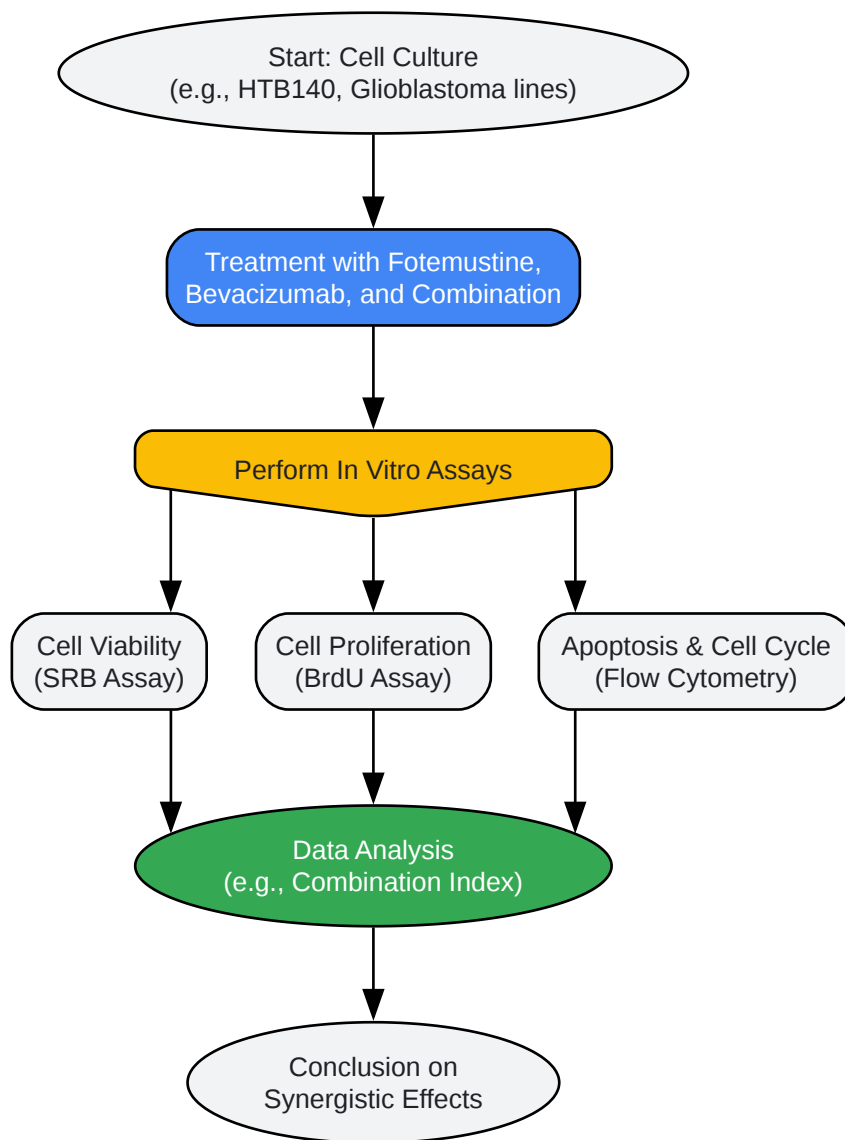 Start: Cell Culture
(e.g., HTB140, Glioblastoma lines)
Treatment with Fotemustine,
Bevacizumab, and Combination
Perform In Vitro Assays
Cell Viability
(SRB Assay)
Cell Proliferation
(BrdU Assay)
Apoptosis & Cell Cycle
(Flow Cytometry)
Data Analysis
(e.g., Combination Index)
Conclusion on
Synergistic Effects